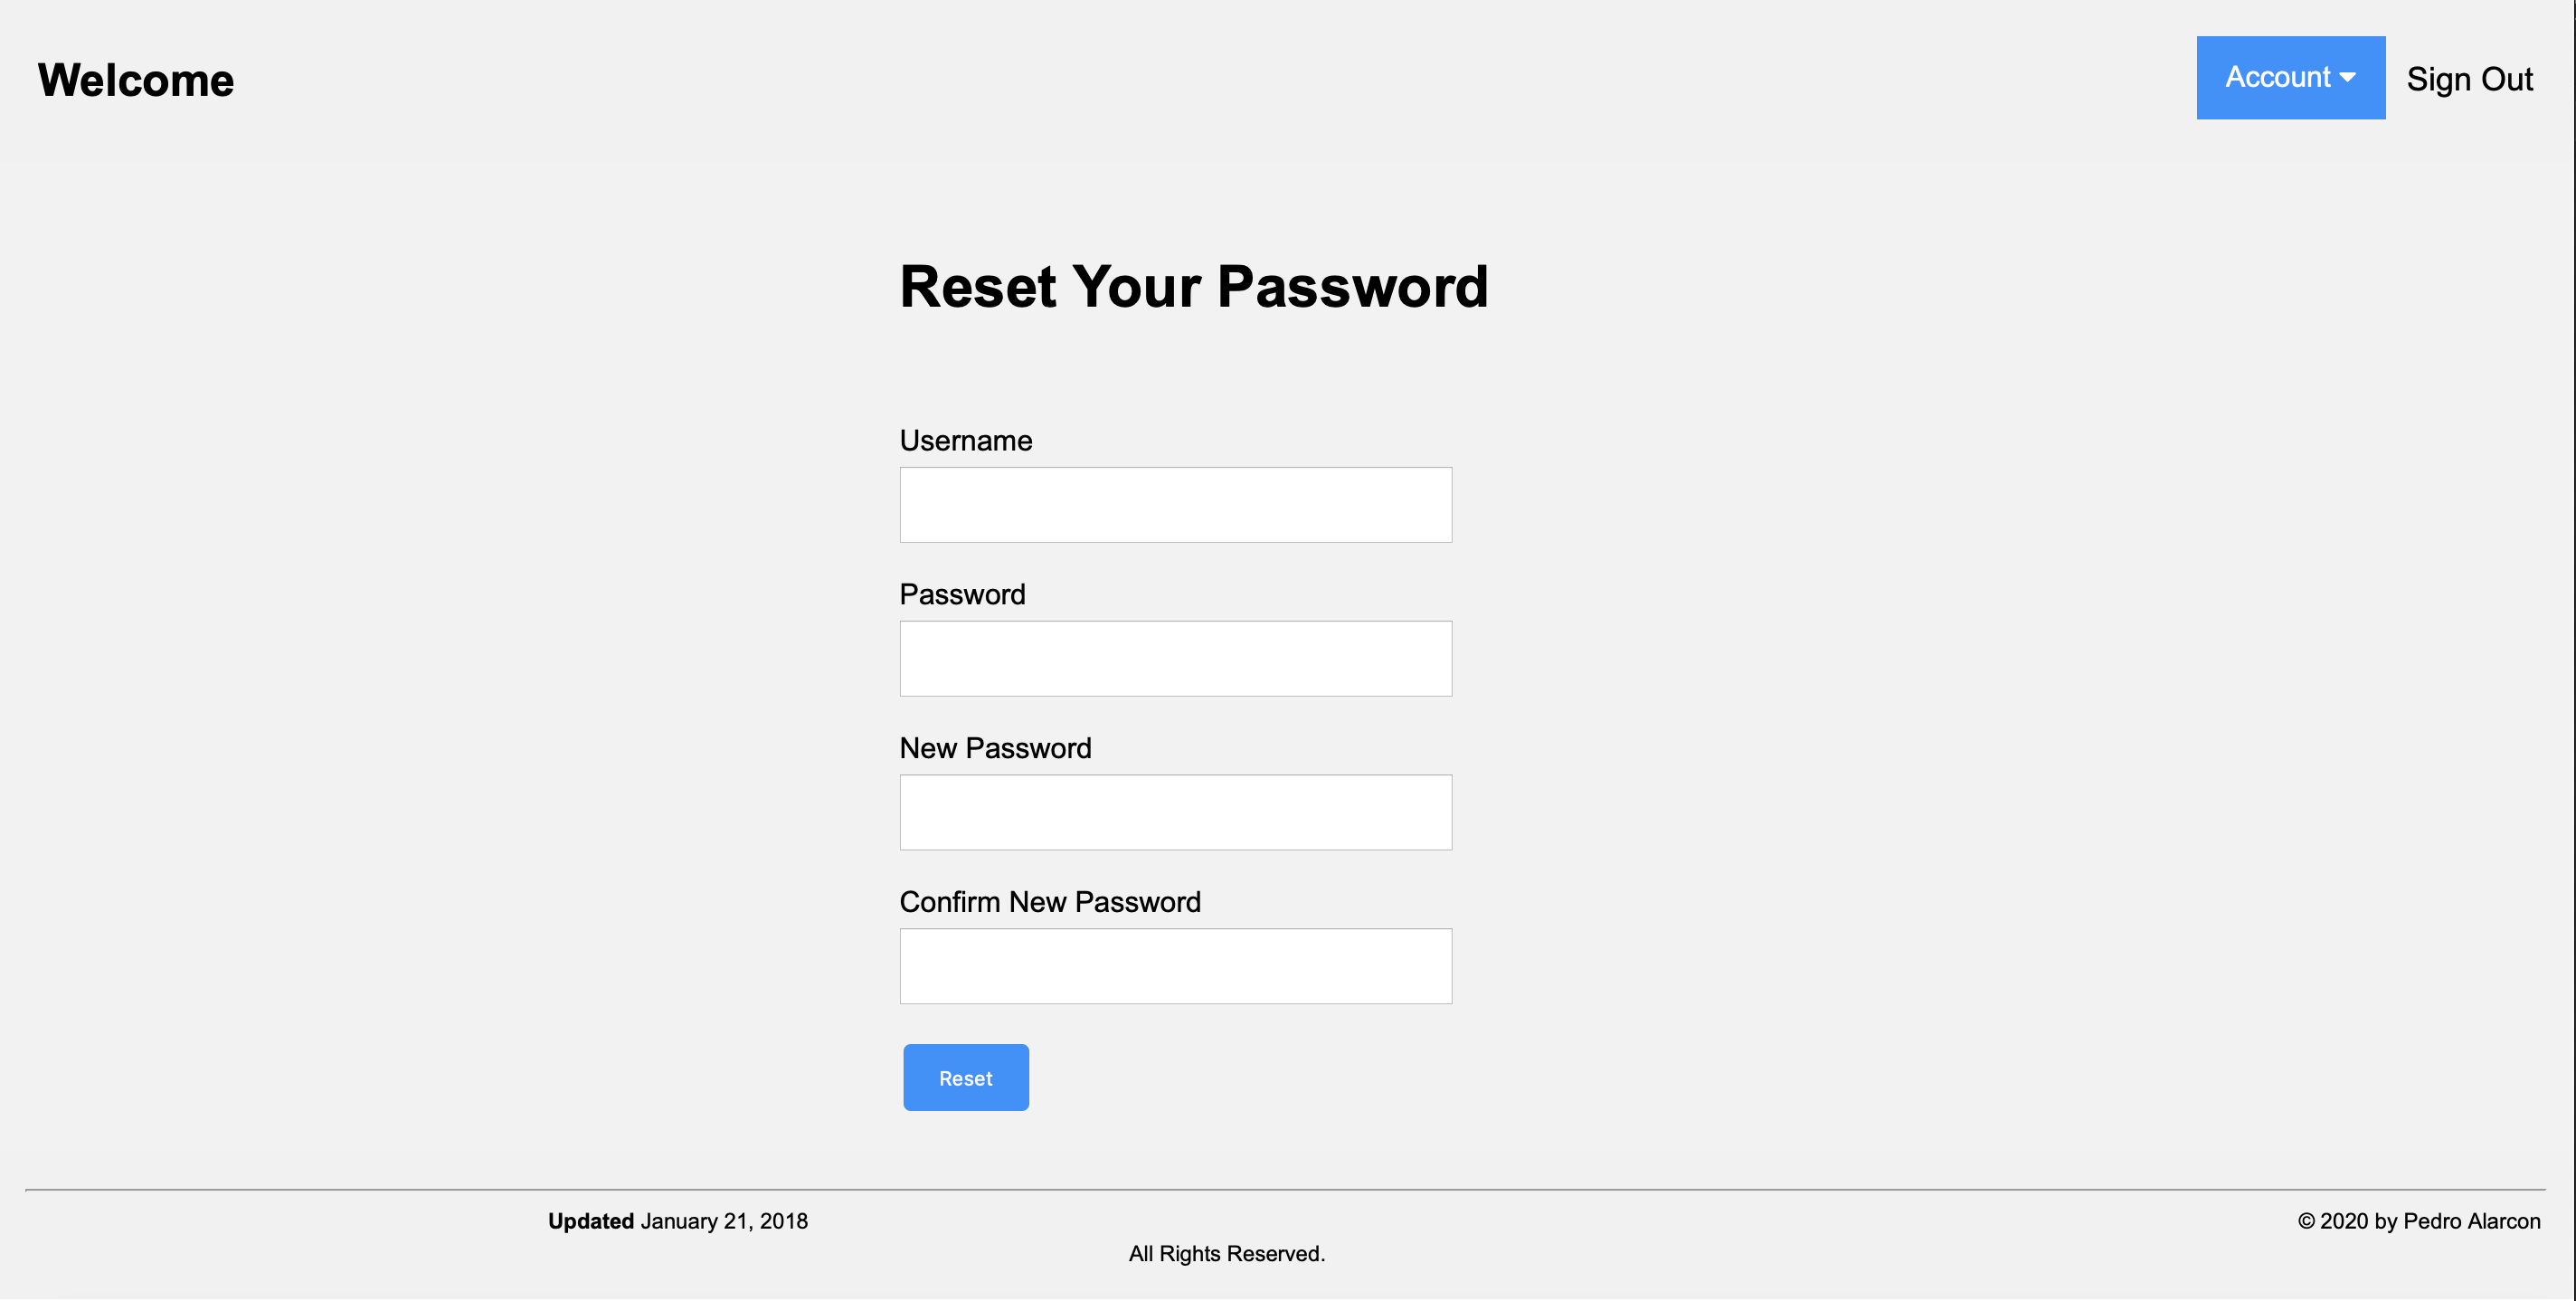 Welcome
Account
Sign Out
Reset Your Password
Username
Password
New Password
Confirm New Password
Reset
Updated January 21, 2018
© 2020 by Pedro Alarcon
All Rights Reserved.